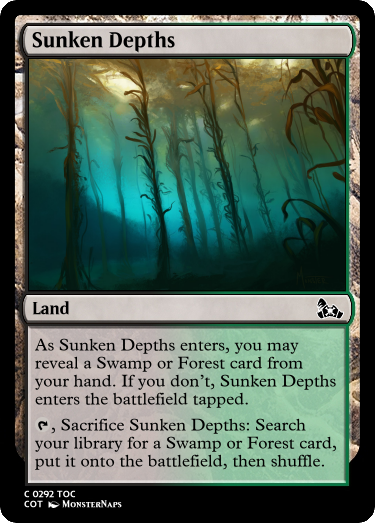 Sunken Depths
Land
As Sunken Depths enters, you may
reveal a Swamp or Forest card from
your hand. If you don't, Sunken Depths
enters the battlefield tapped.
, Sacrifice Sunken Depths: Search
your library for a Swamp or Forest card,
put it onto the battlefield, then shuffle.
C 0292 TOC
COT MonsterNaps